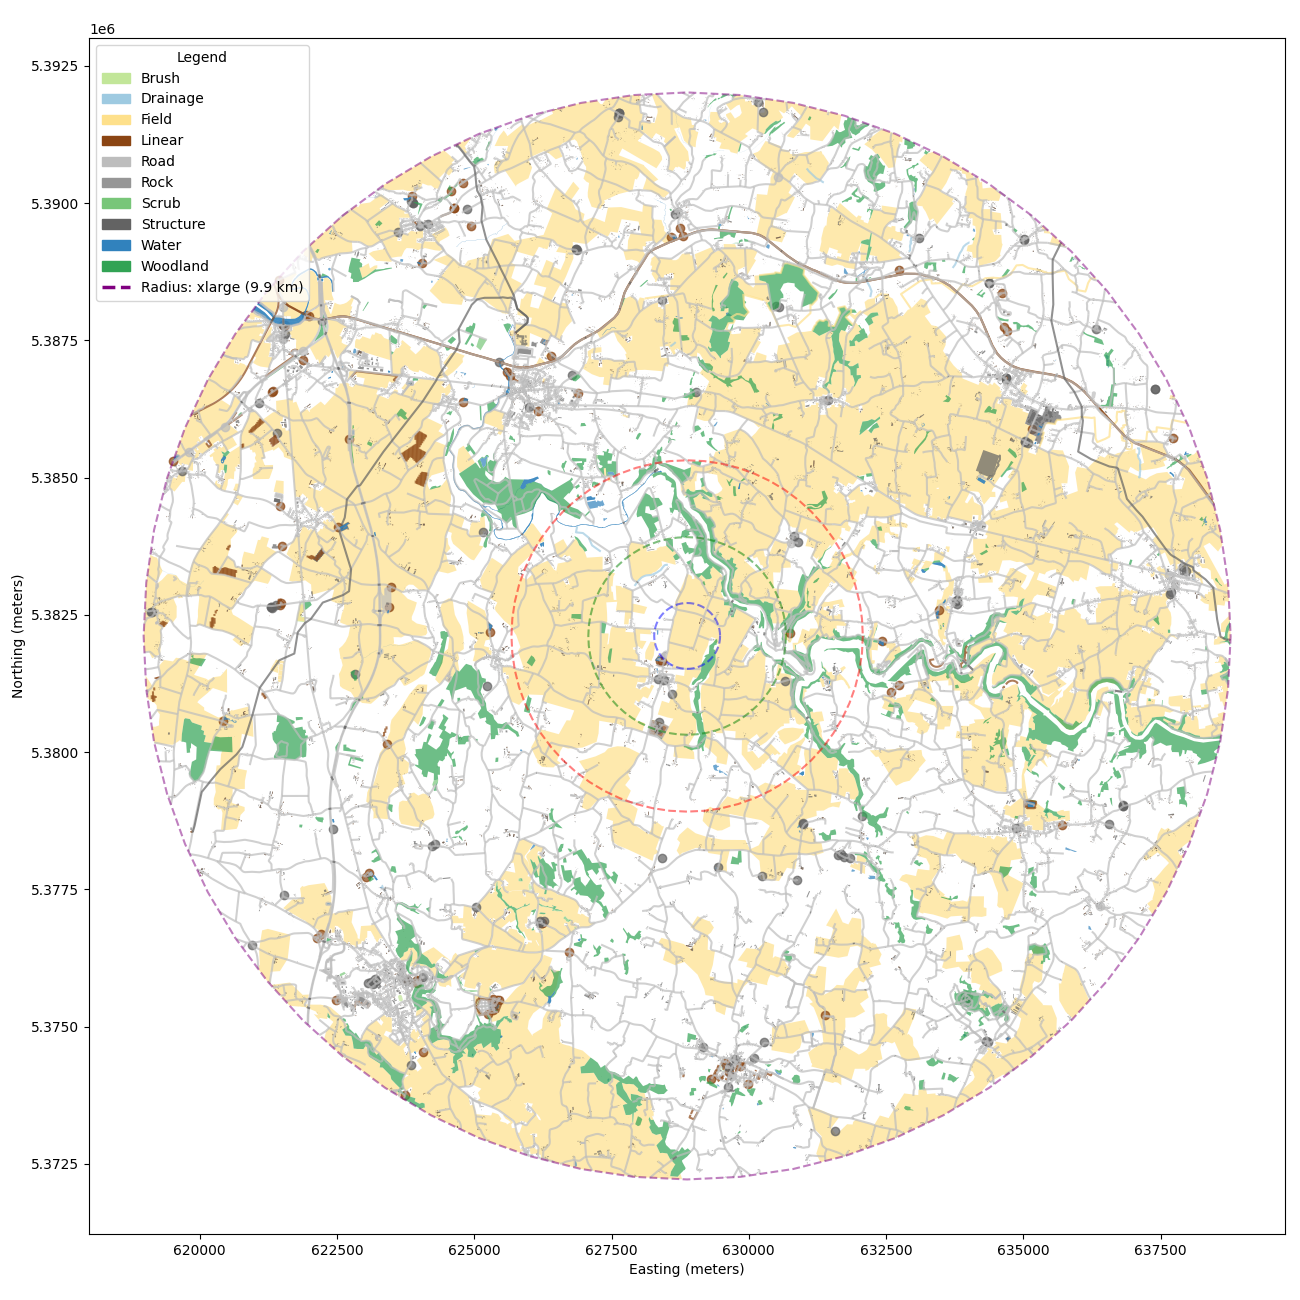 1e6
5.3925
5.3900
5.3875
5.3850
5.3825
5.3800
5.3775
5.3750
5.3725
Northing (meters)
Legend
Brush
Drainage
Field
Linear
Road
Rock
Scrub
Structure
Water
Woodland
Radius: xlarge (9.9 km)
620000 622500 625000 627500 630000 632500 635000 637500
Easting (meters)